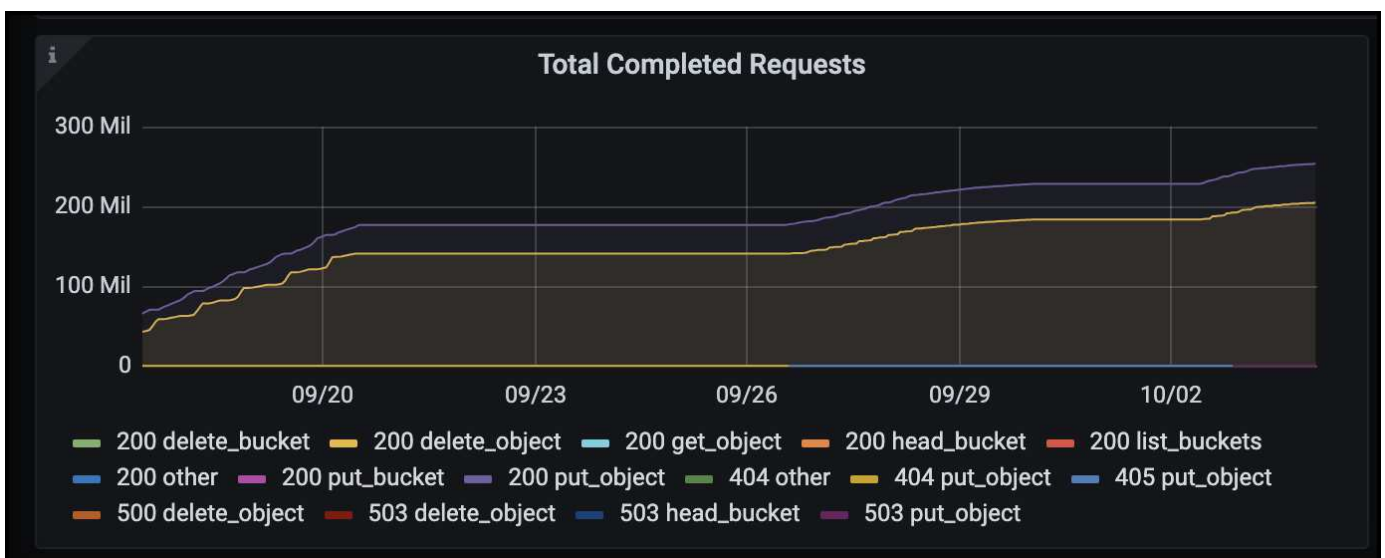 i
Total Completed Requests
300 Mil
200 Mil
100 Mil
0
09/20 09/23 09/26 09/29 10/02
200 delete_bucket 200 delete_object 200 get_object 200 head_bucket 200 list_buckets
200 other 200 put_bucket 200 put_object 404 other 404 put_object 405 put_object
500 delete_object 503 delete_object 503 head_bucket 503 put_object